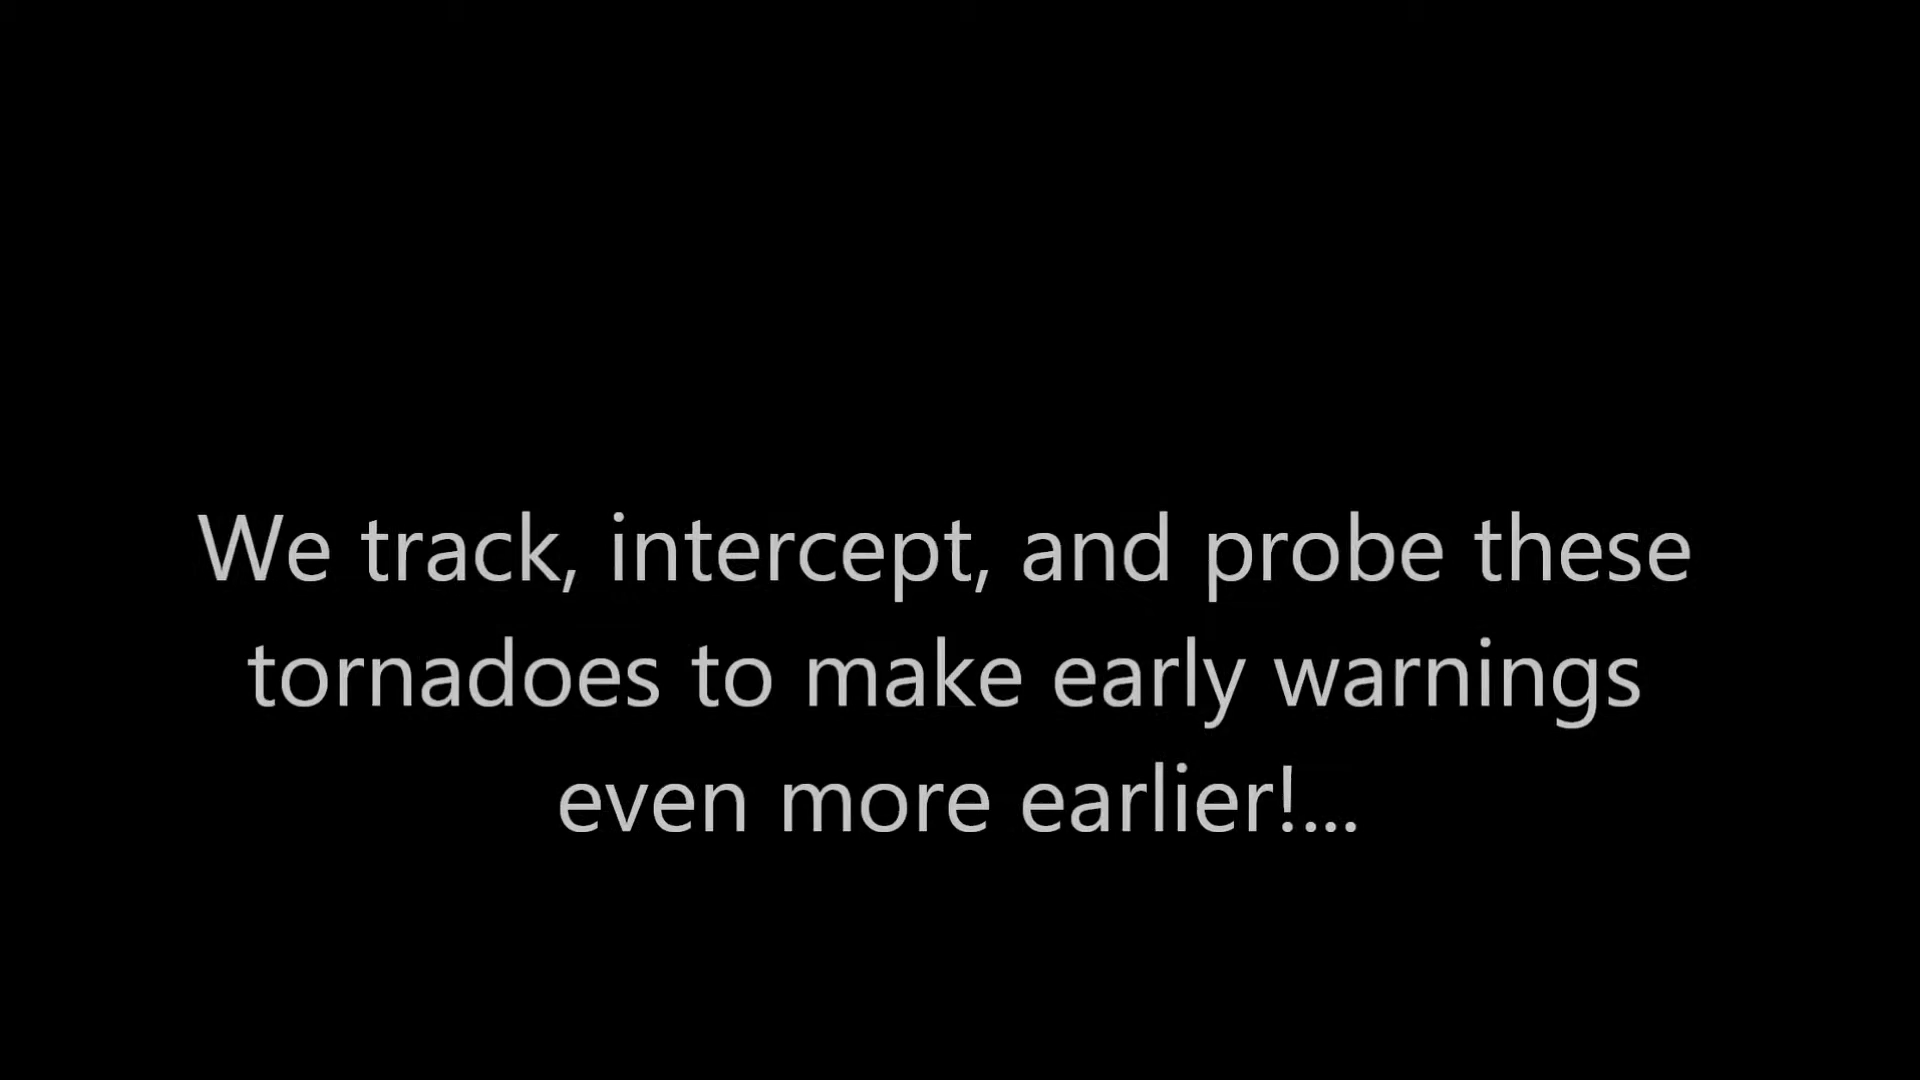 We track, intercept, and probe these
tornadoes to make early warnings
even more earlier!...